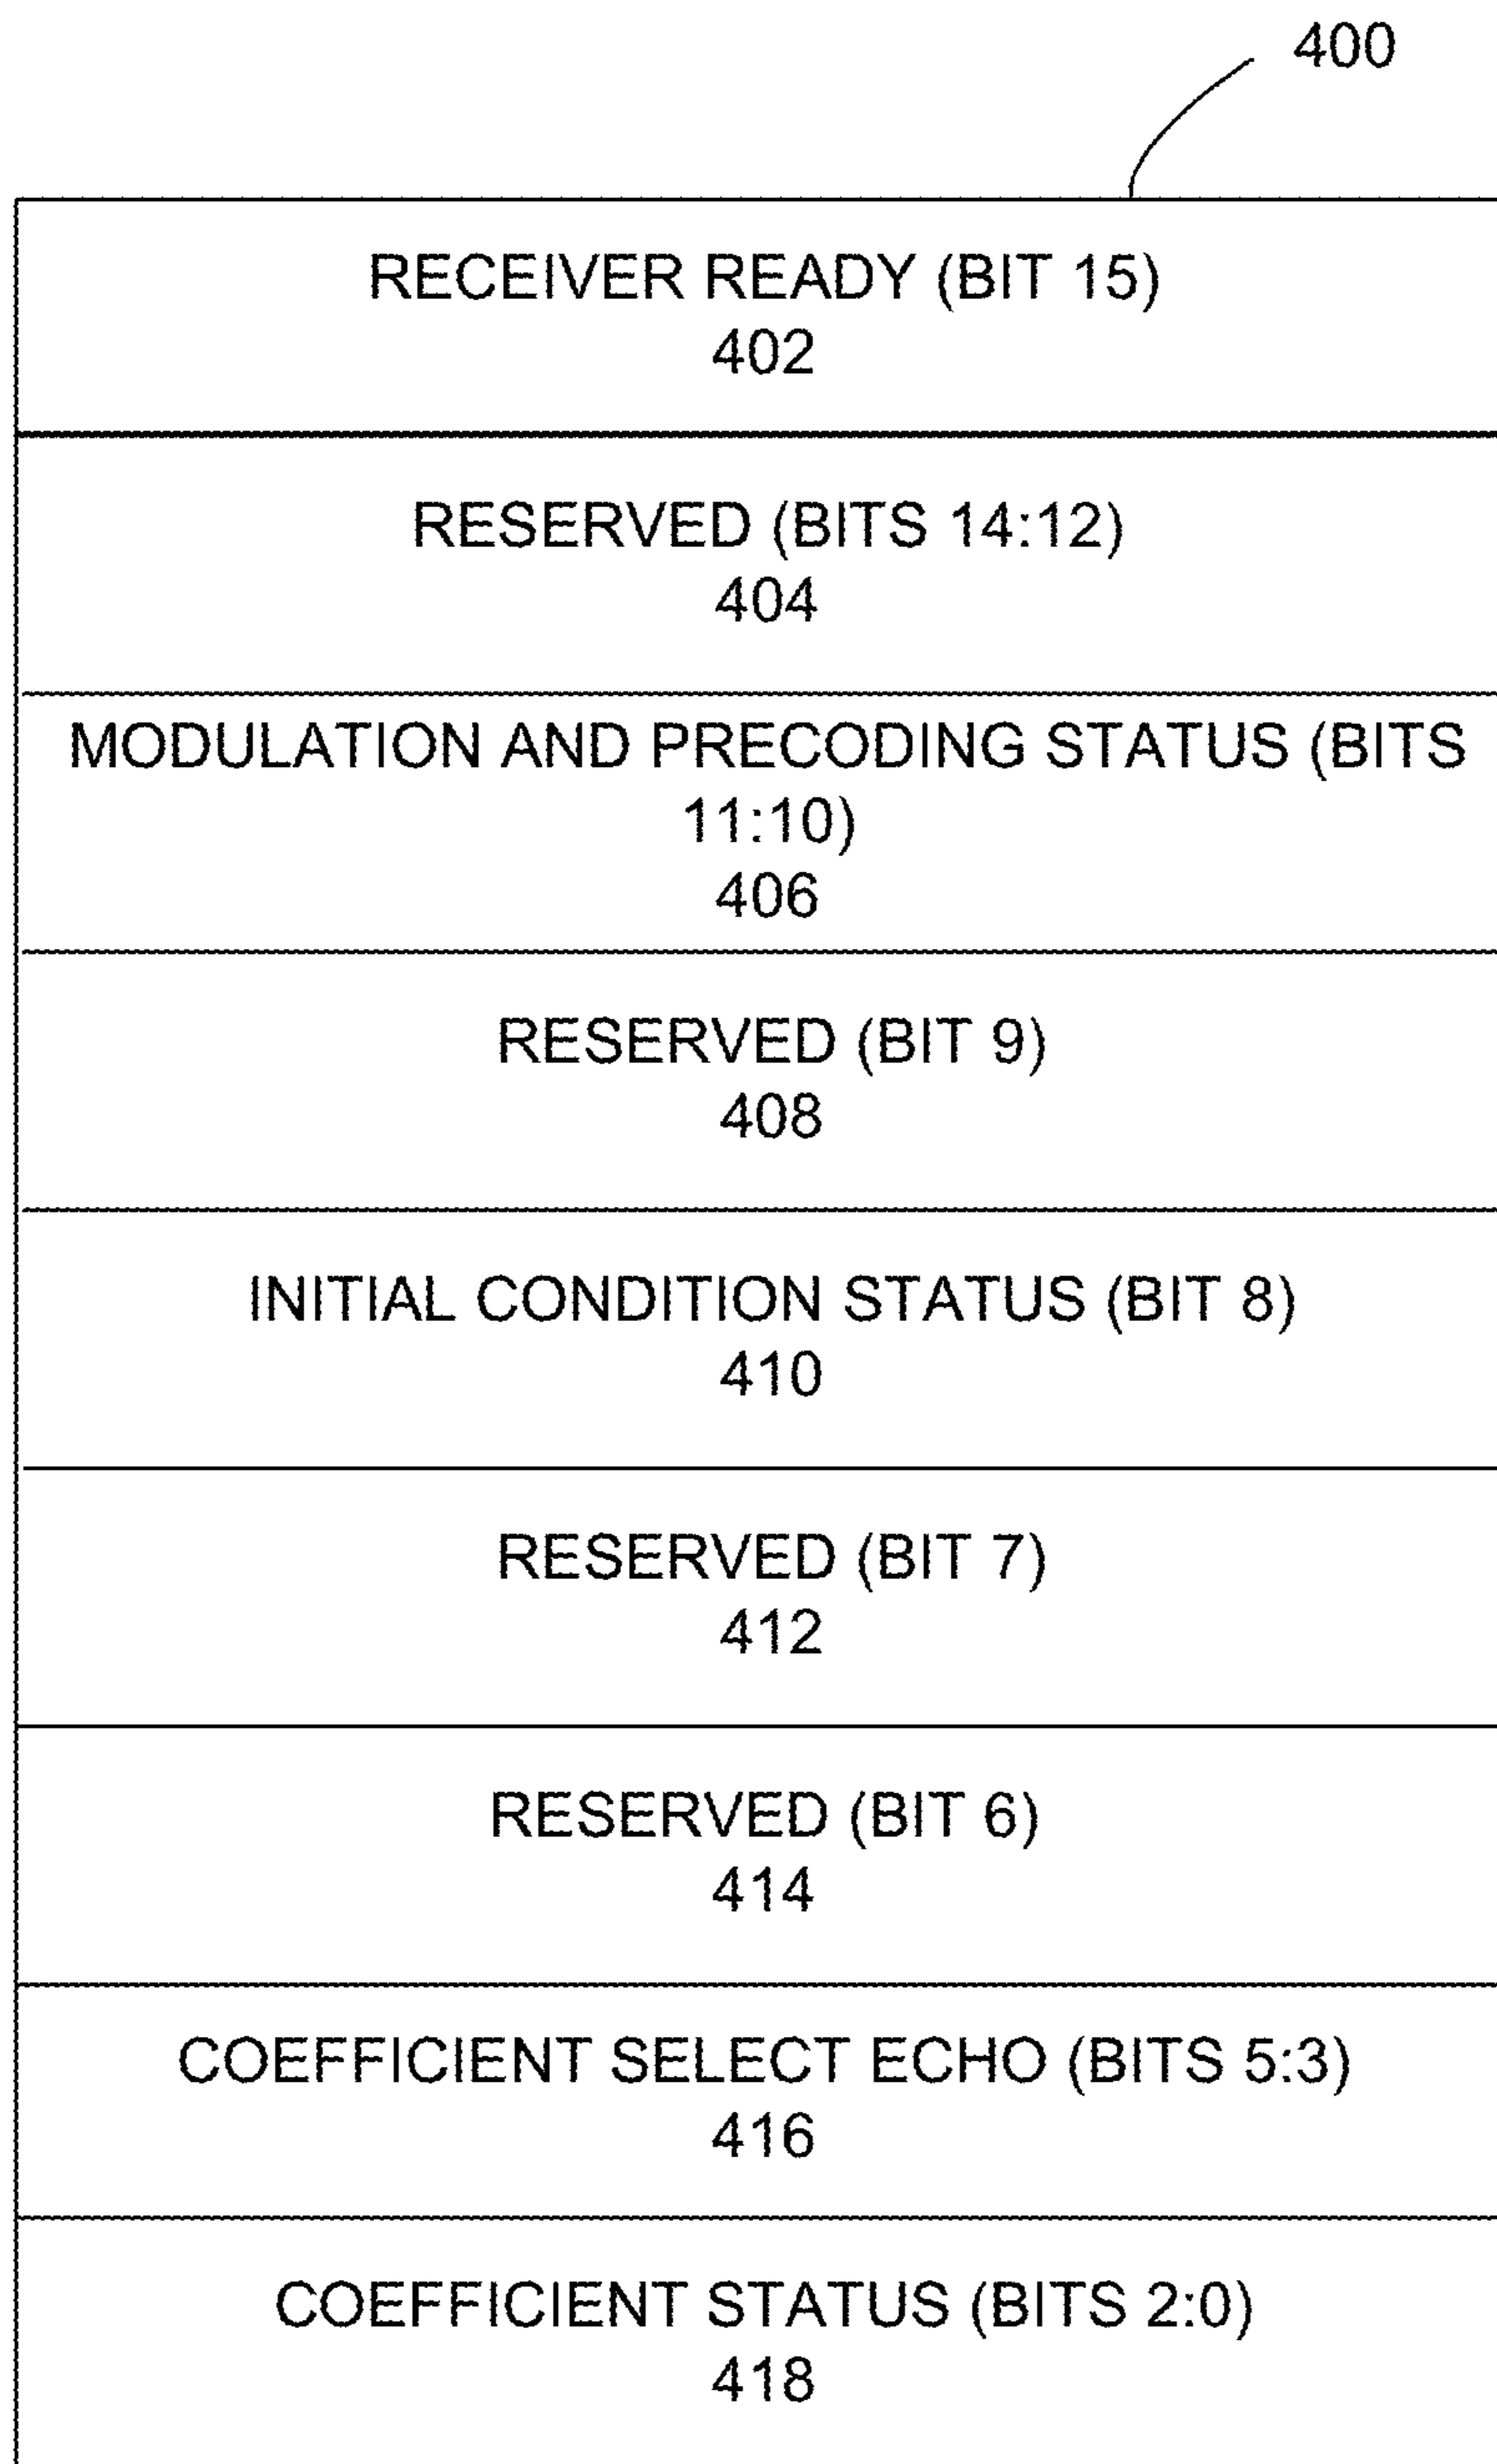 400
RECEIVER READY (BIT 15)
402
RESERVED (BITS 14:12)
404
MODULATION AND PRECODING STATUS (BITS
11:10)
406
RESERVED (BIT 9)
408
INITIAL CONDITION STATUS (BIT 8)
410
RESERVED (BIT 7)
412
RESERVED (BIT 6)
414
COEFFICIENT SELECT ECHO (BITS 5:3)
416
COEFFICIENT STATUS (BITS 2:0)
418